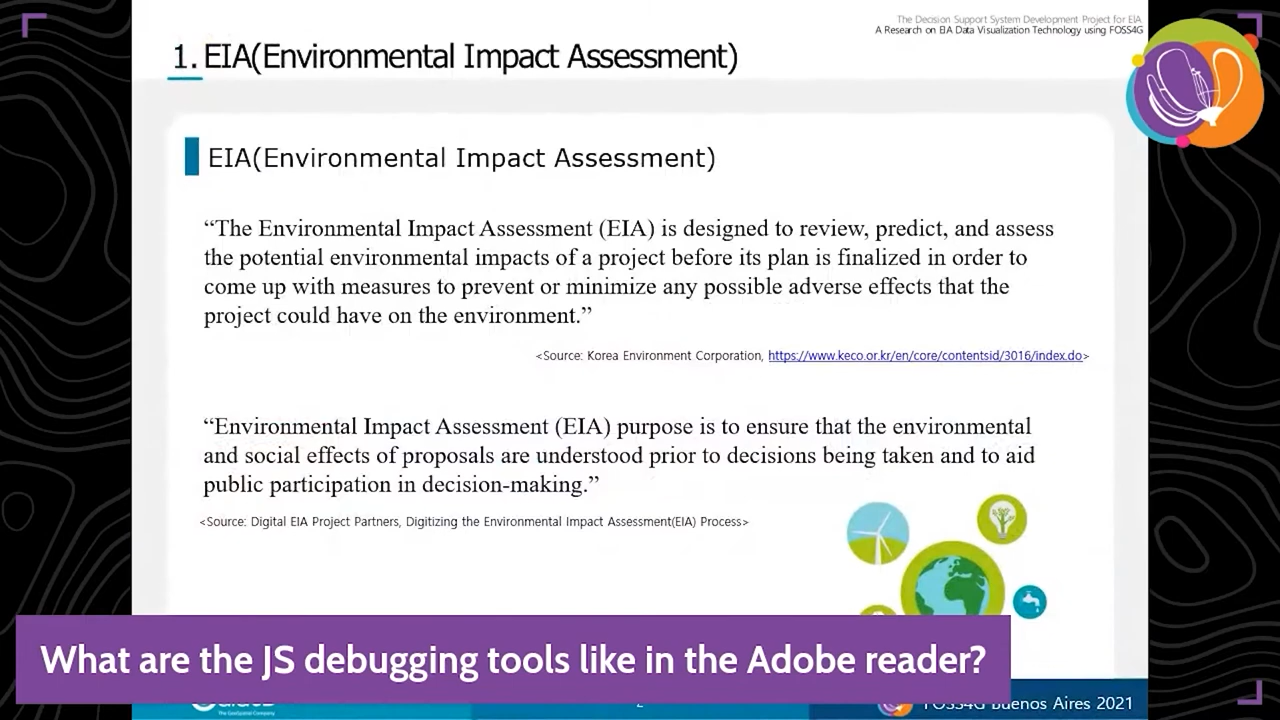 The Decision Support System Development Project for EIA
A Research on EIA Data Visualization Technology using FOSS4G
1. EIA(Environmental Impact Assessment)
EIA(Environmental Impact Assessment)
“The Environmental Impact Assessment (EIA) is designed to review, predict, and assess
the potential environmental impacts of a project before its plan is finalized in order to
come up with measures to prevent or minimize any possible adverse effects that the
project could have on the environment.”
<Source: Korea Environment Corporation, https://www.keco.or.kr/en/core/contentsid/3016/index.do>
“Environmental Impact Assessment (EIA) purpose is to ensure that the environmental
and social effects of proposals are understood prior to decisions being taken and to aid
public participation in decision-making.”
<Source: Digital EIA Project Partners, Digitizing the Environmental Impact Assessment(EIA) Process>
What are the JS debugging tools like in the Adobe reader?
The GeoSpatial Company
FOSS4G Buenos Aires 2021